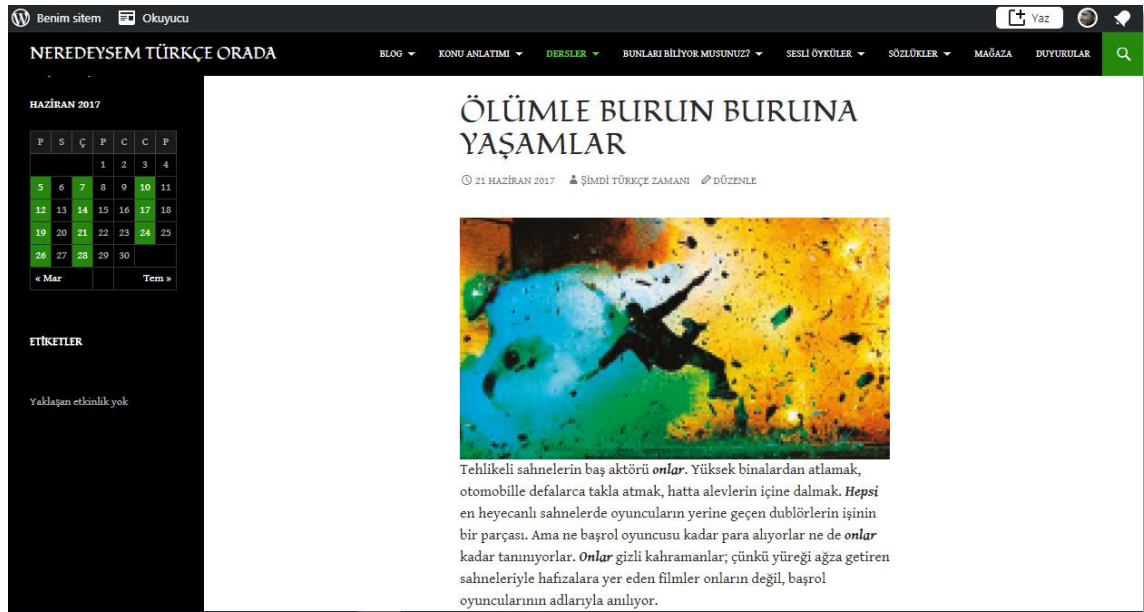 Benim sitem Okuyucu Yaz
NEREDEYSEM TÜRKÇE ORADA
BLOG KONU ANLATIMI DERSLER BUNLARI BİLİYOR MUSUNUZ? SESLİ ÖYKÜLER SÖZLÜKLER MAĞAZA DUYURULAR
HAZİRAN 2017
P S Ç P C C P
1 2 3 4
5 6 7 8 9 10 11
12 13 14 15 16 17 18
19 20 21 22 23 24 25
26 27 28 29 30
« Mar Tem »
ETİKETLER
Yaklaşan etkinlik yok
ÖLÜMLE BURUN BURUNA
YAŞAMLAR
21 HAZİRAN 2017 ŞİMDİ TÜRKÇE ZAMANI DÜZENLE
Tehlikeli sahnelerin baş aktörü onlar. Yüksek binalardan atlamak,
otomobille defalarca takla atmak, hatta alevlerin içine dalmak. Hepsi
en heyecanlı sahnelerde oyuncuların yerine geçen dublörlerin işinin
bir parçası. Ama ne başrol oyuncusu kadar para alıyorlar ne de onlar
kadar tanınıyorlar. Onlar gizli kahramanlar; çünkü yüreği ağza getiren
sahneleriyle hafızalara yer eden filmler onların değil, başrol
oyuncularının adlarıyla anılıyor.